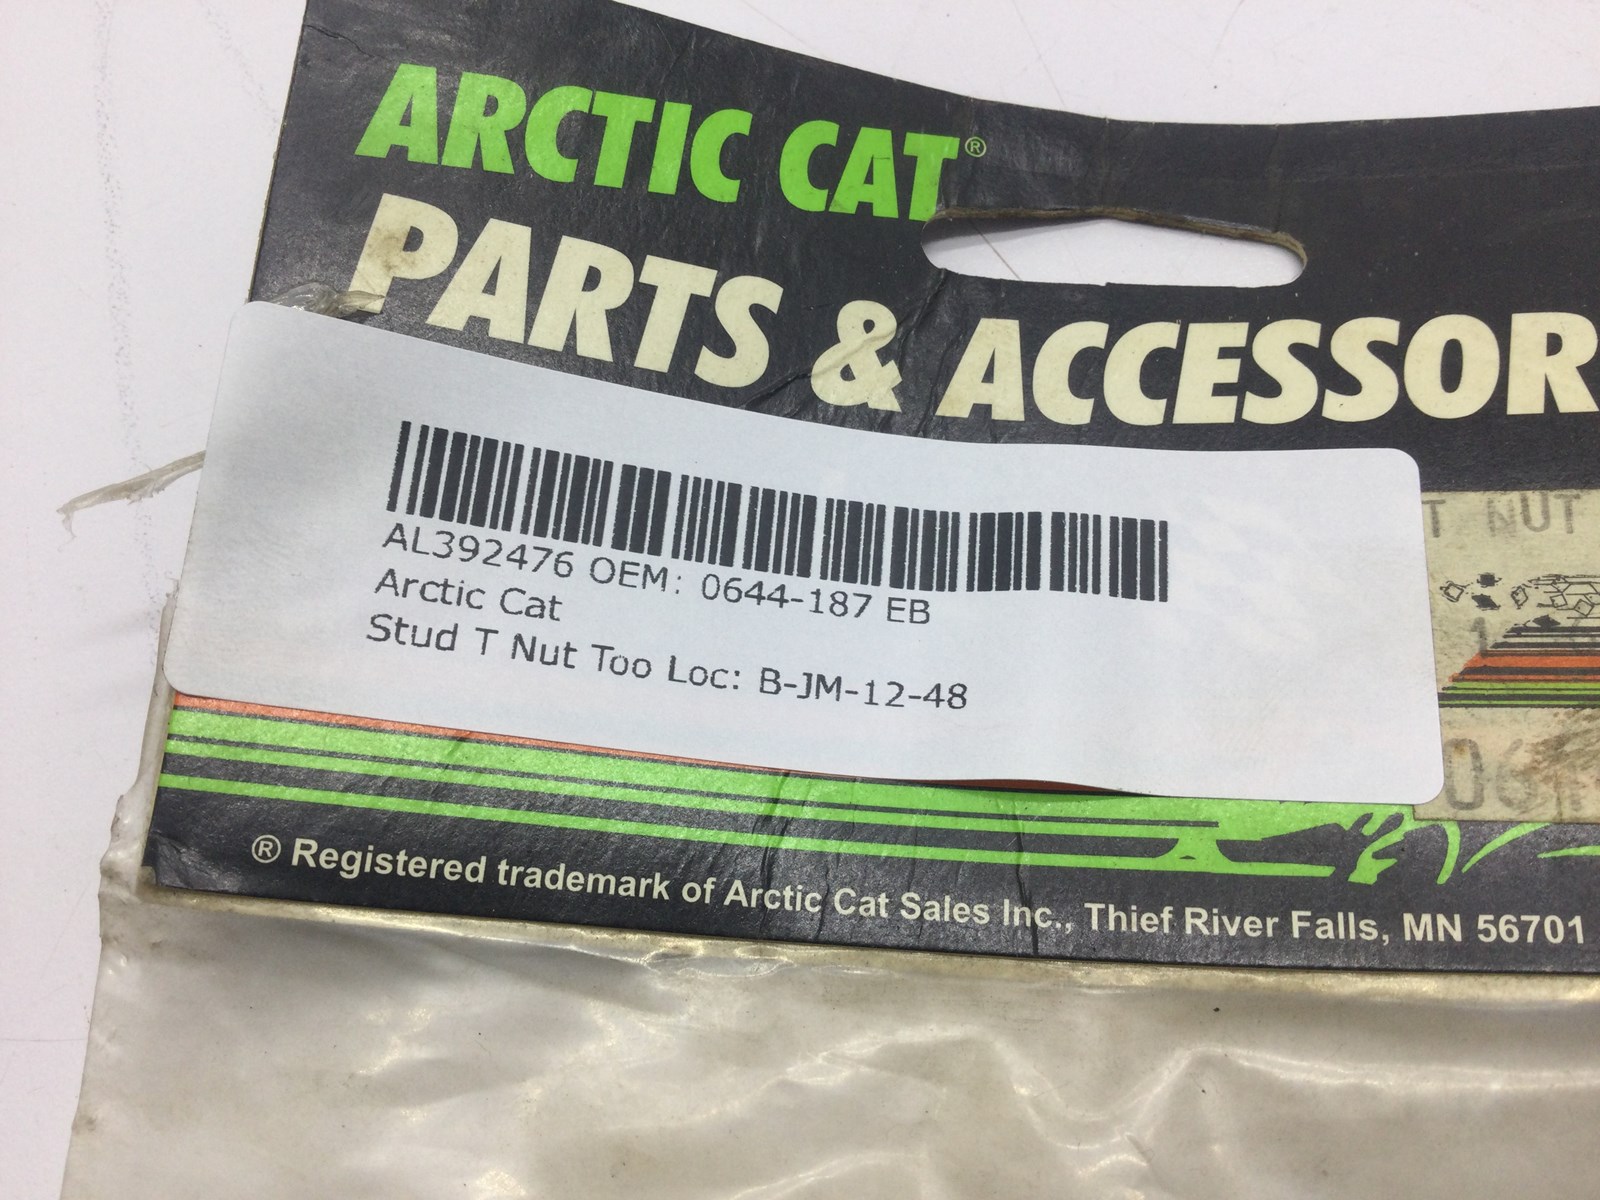 ARCTIC CAT®
PARTS & ACCESSOR
AL392476 OEM: 0644-187 EB
Arctic Cat
Stud T Nut Too Loc: B-JM-12-48
T NUT
® Registered trademark of Arctic Cat Sales Inc., Thief River Falls, MN 56701